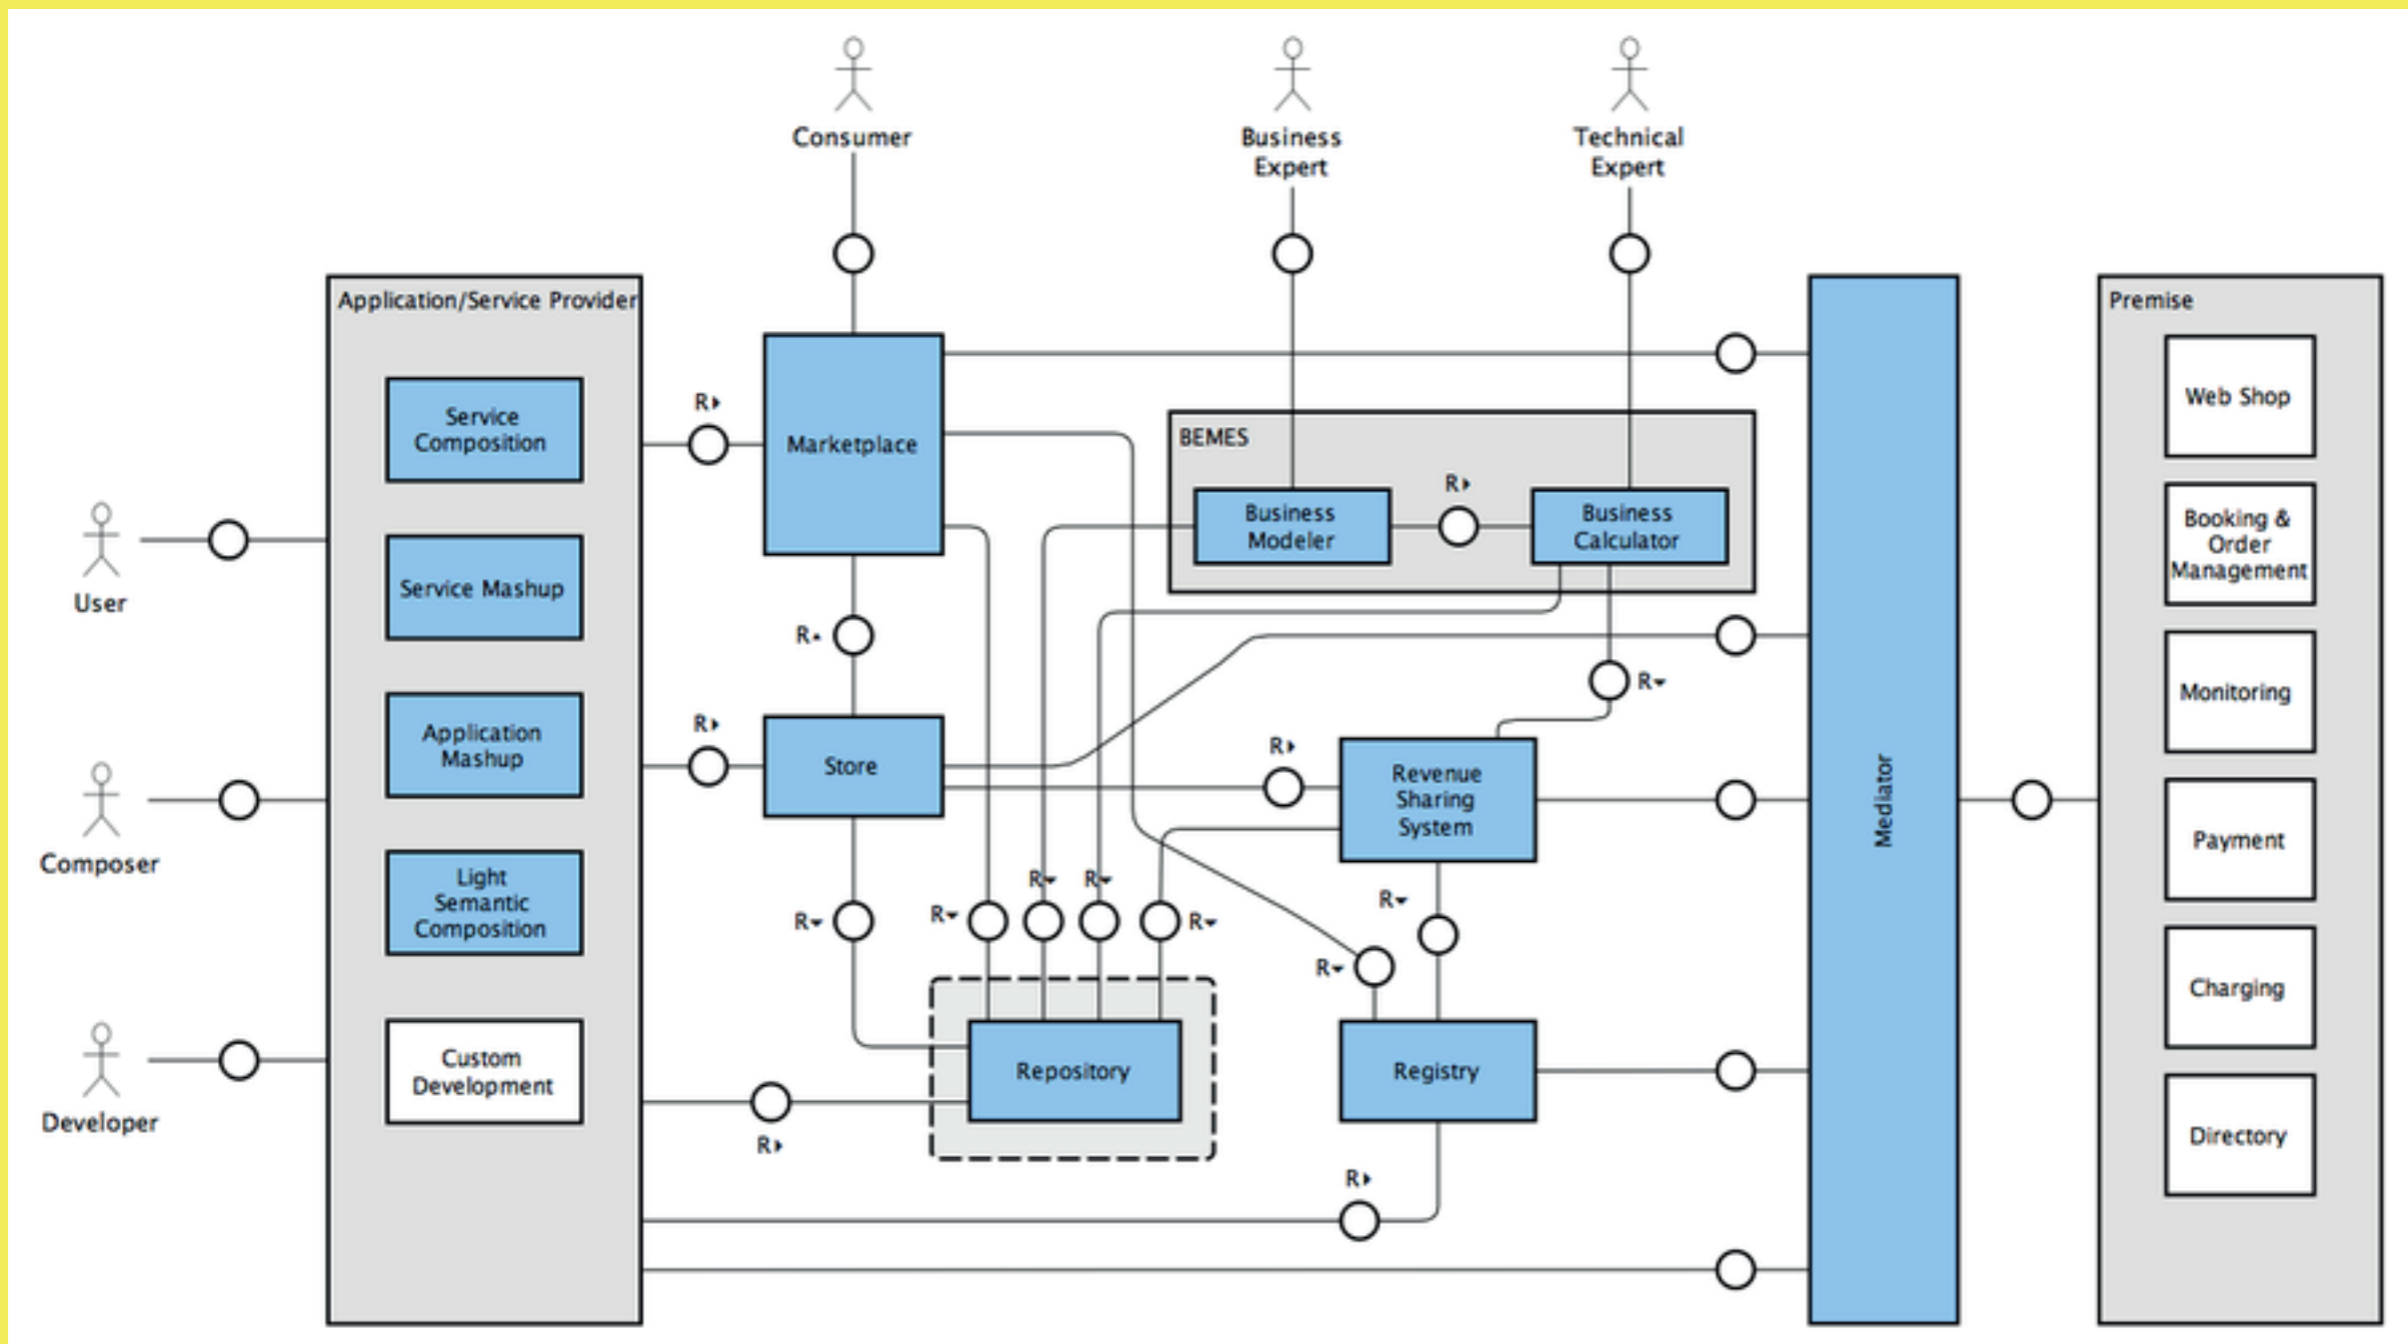 Consumer
Business
Expert
Technical
Expert
Application/Service Provider
Service
Composition
Service Mashup
Application
Mashup
Light
Semantic
Composition
Custom
Development
User
Composer
Developer
R
Marketplace
R
R
Store
R
BEMES
Business
Modeler
R
Business
Calculator
R
R
Revenue
Sharing
System
R
R
R
R
R
R
Repository
R
Registry
R
R
Mediator
Premise
Web Shop
Booking &
Order
Management
Monitoring
Payment
Charging
Directory